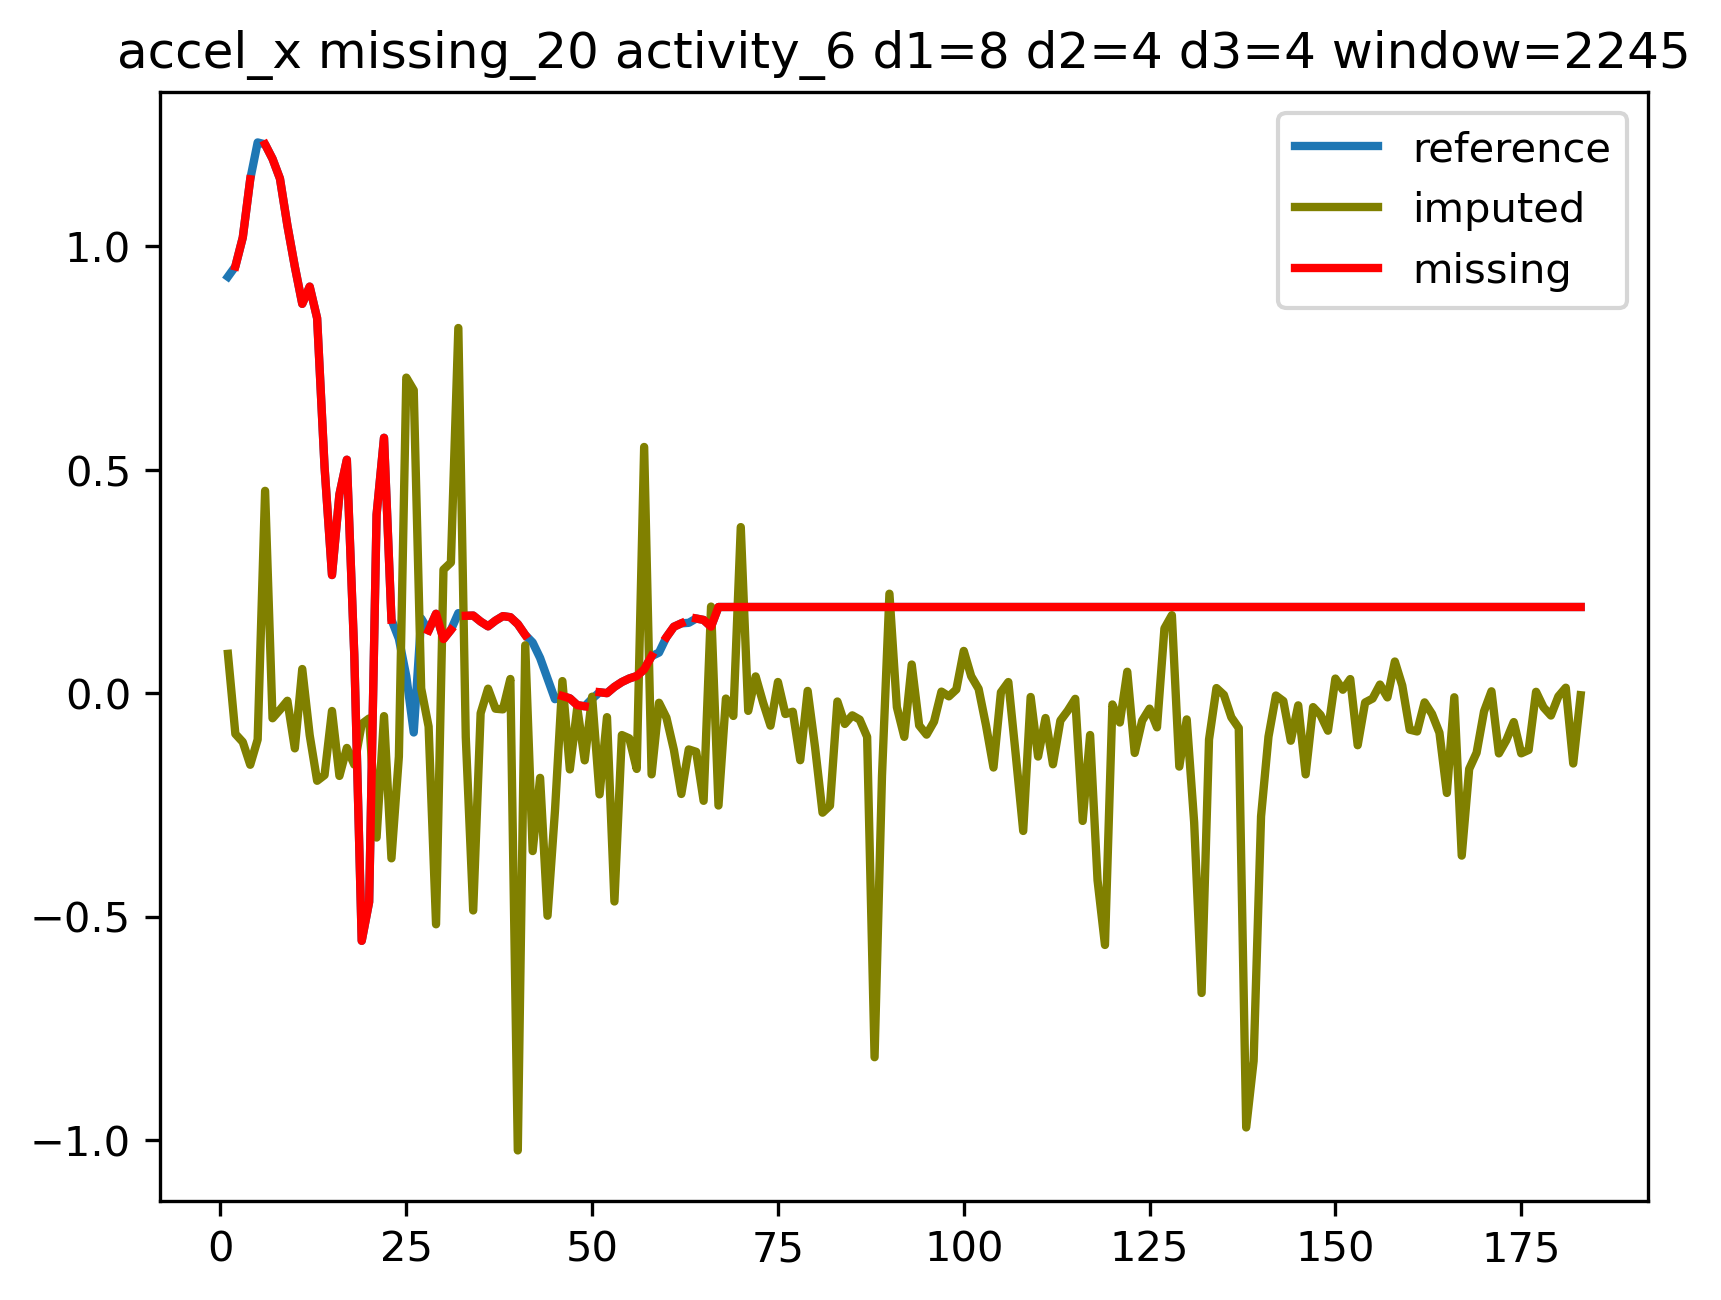 accel_x missing_20 activity_6 d1=8 d2=4 d3=4 window=2245
reference
imputed
missing
1.0
0.5
0.0
−0.5
−1.0
0 25 50 75 100 125 150 175